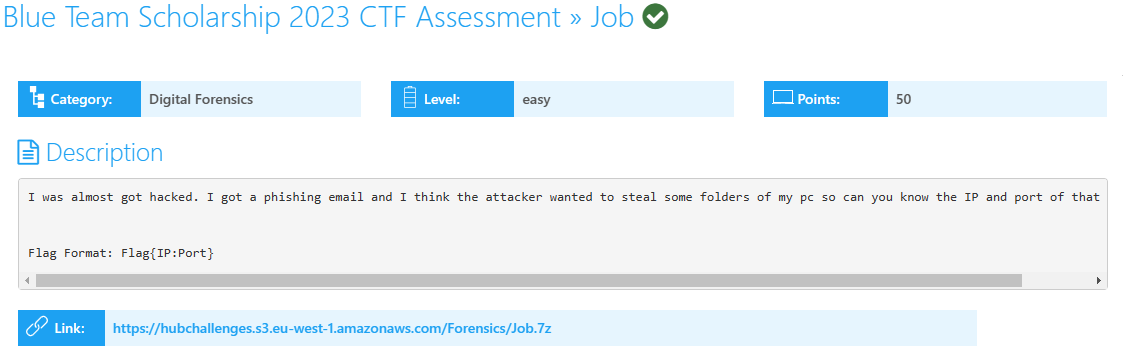 Blue Team Scholarship 2023 CTF Assessment » Job
Category: Digital Forensics Level: easy Points: 50
Description
I was almost got hacked. I got a phishing email and I think the attacker wanted to steal some folders of my pc so can you know the IP and port of that
Flag Format: Flag{IP:Port}
Link: https://hubchallenges.s3.eu-west-1.amazonaws.com/Forensics/Job.7z